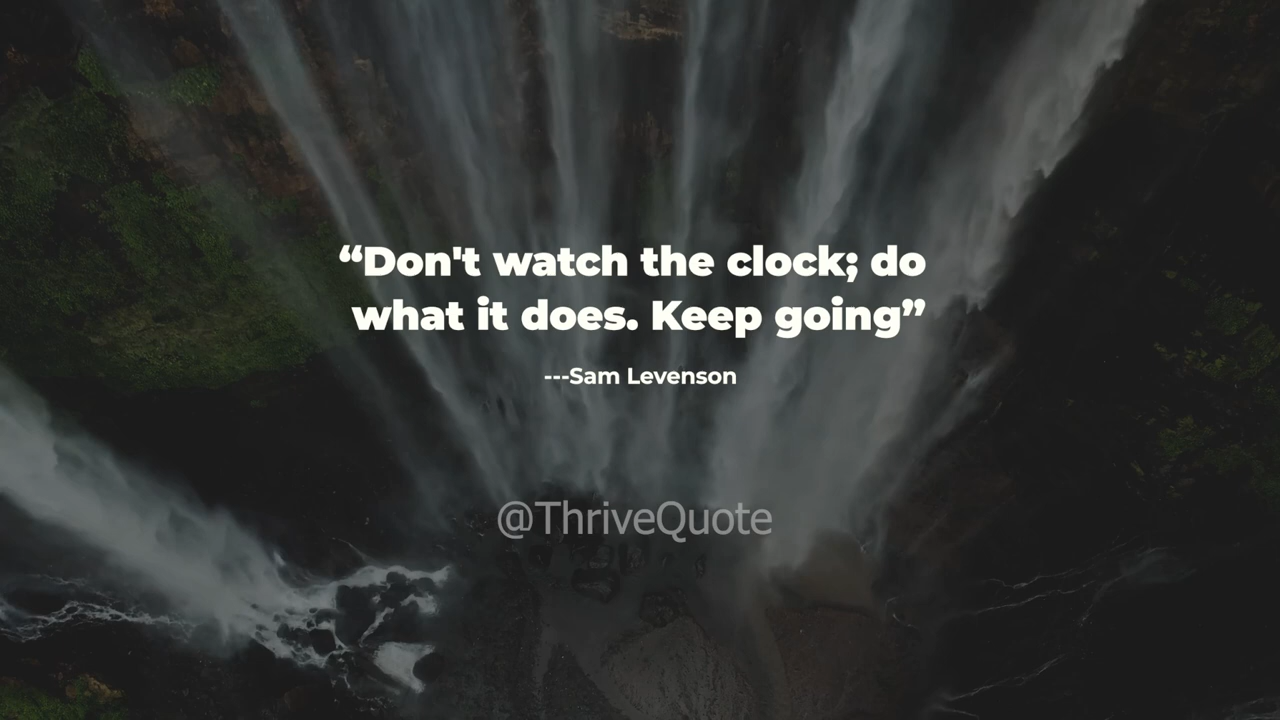 “Don't watch the clock; do
what it does. Keep going”
---Sam Levenson
@ThriveQuote